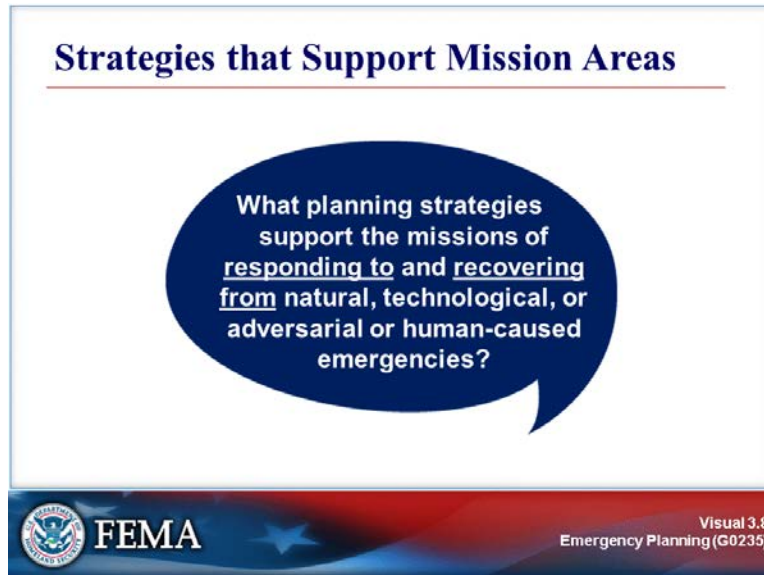 Strategies that Support Mission Areas
What planning strategies
support the missions of
responding to and recovering
from natural, technological, or
adversarial or human-caused
emergencies?
FEMA
Visual 3.8
Emergency Planning (G0235